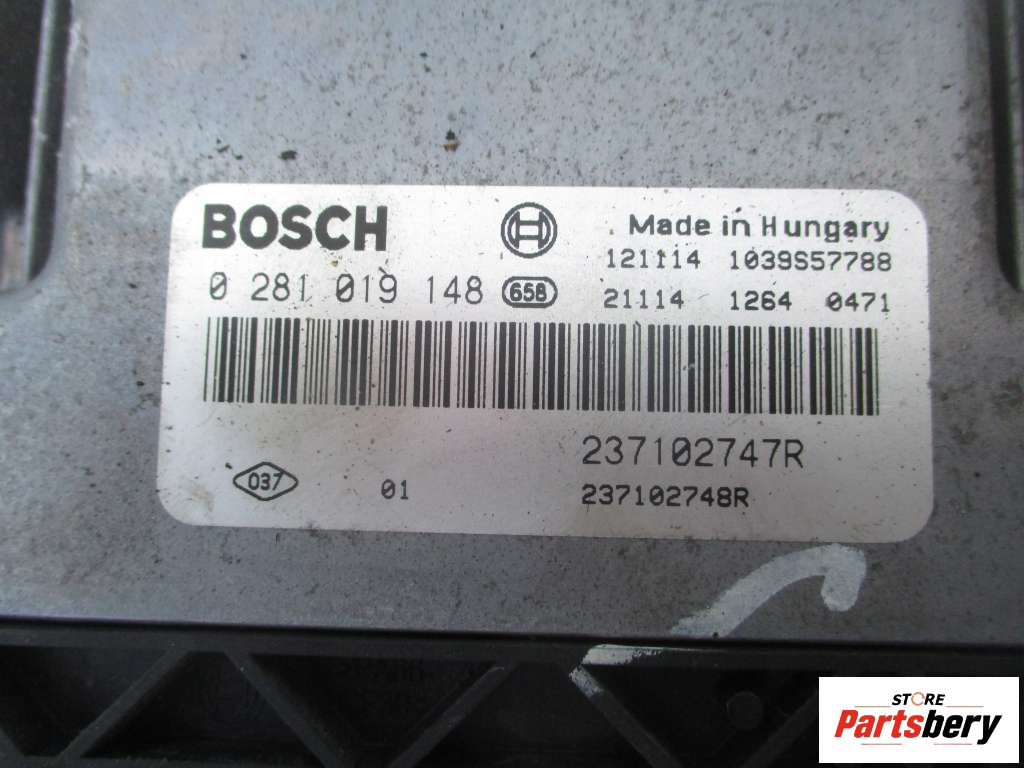 BOSCH
Made in Hungary
121114 1039S57788
0 281 019 148 658
21114 1264 0471
237102747R
037 01 237102748R
STORE
Partsbery